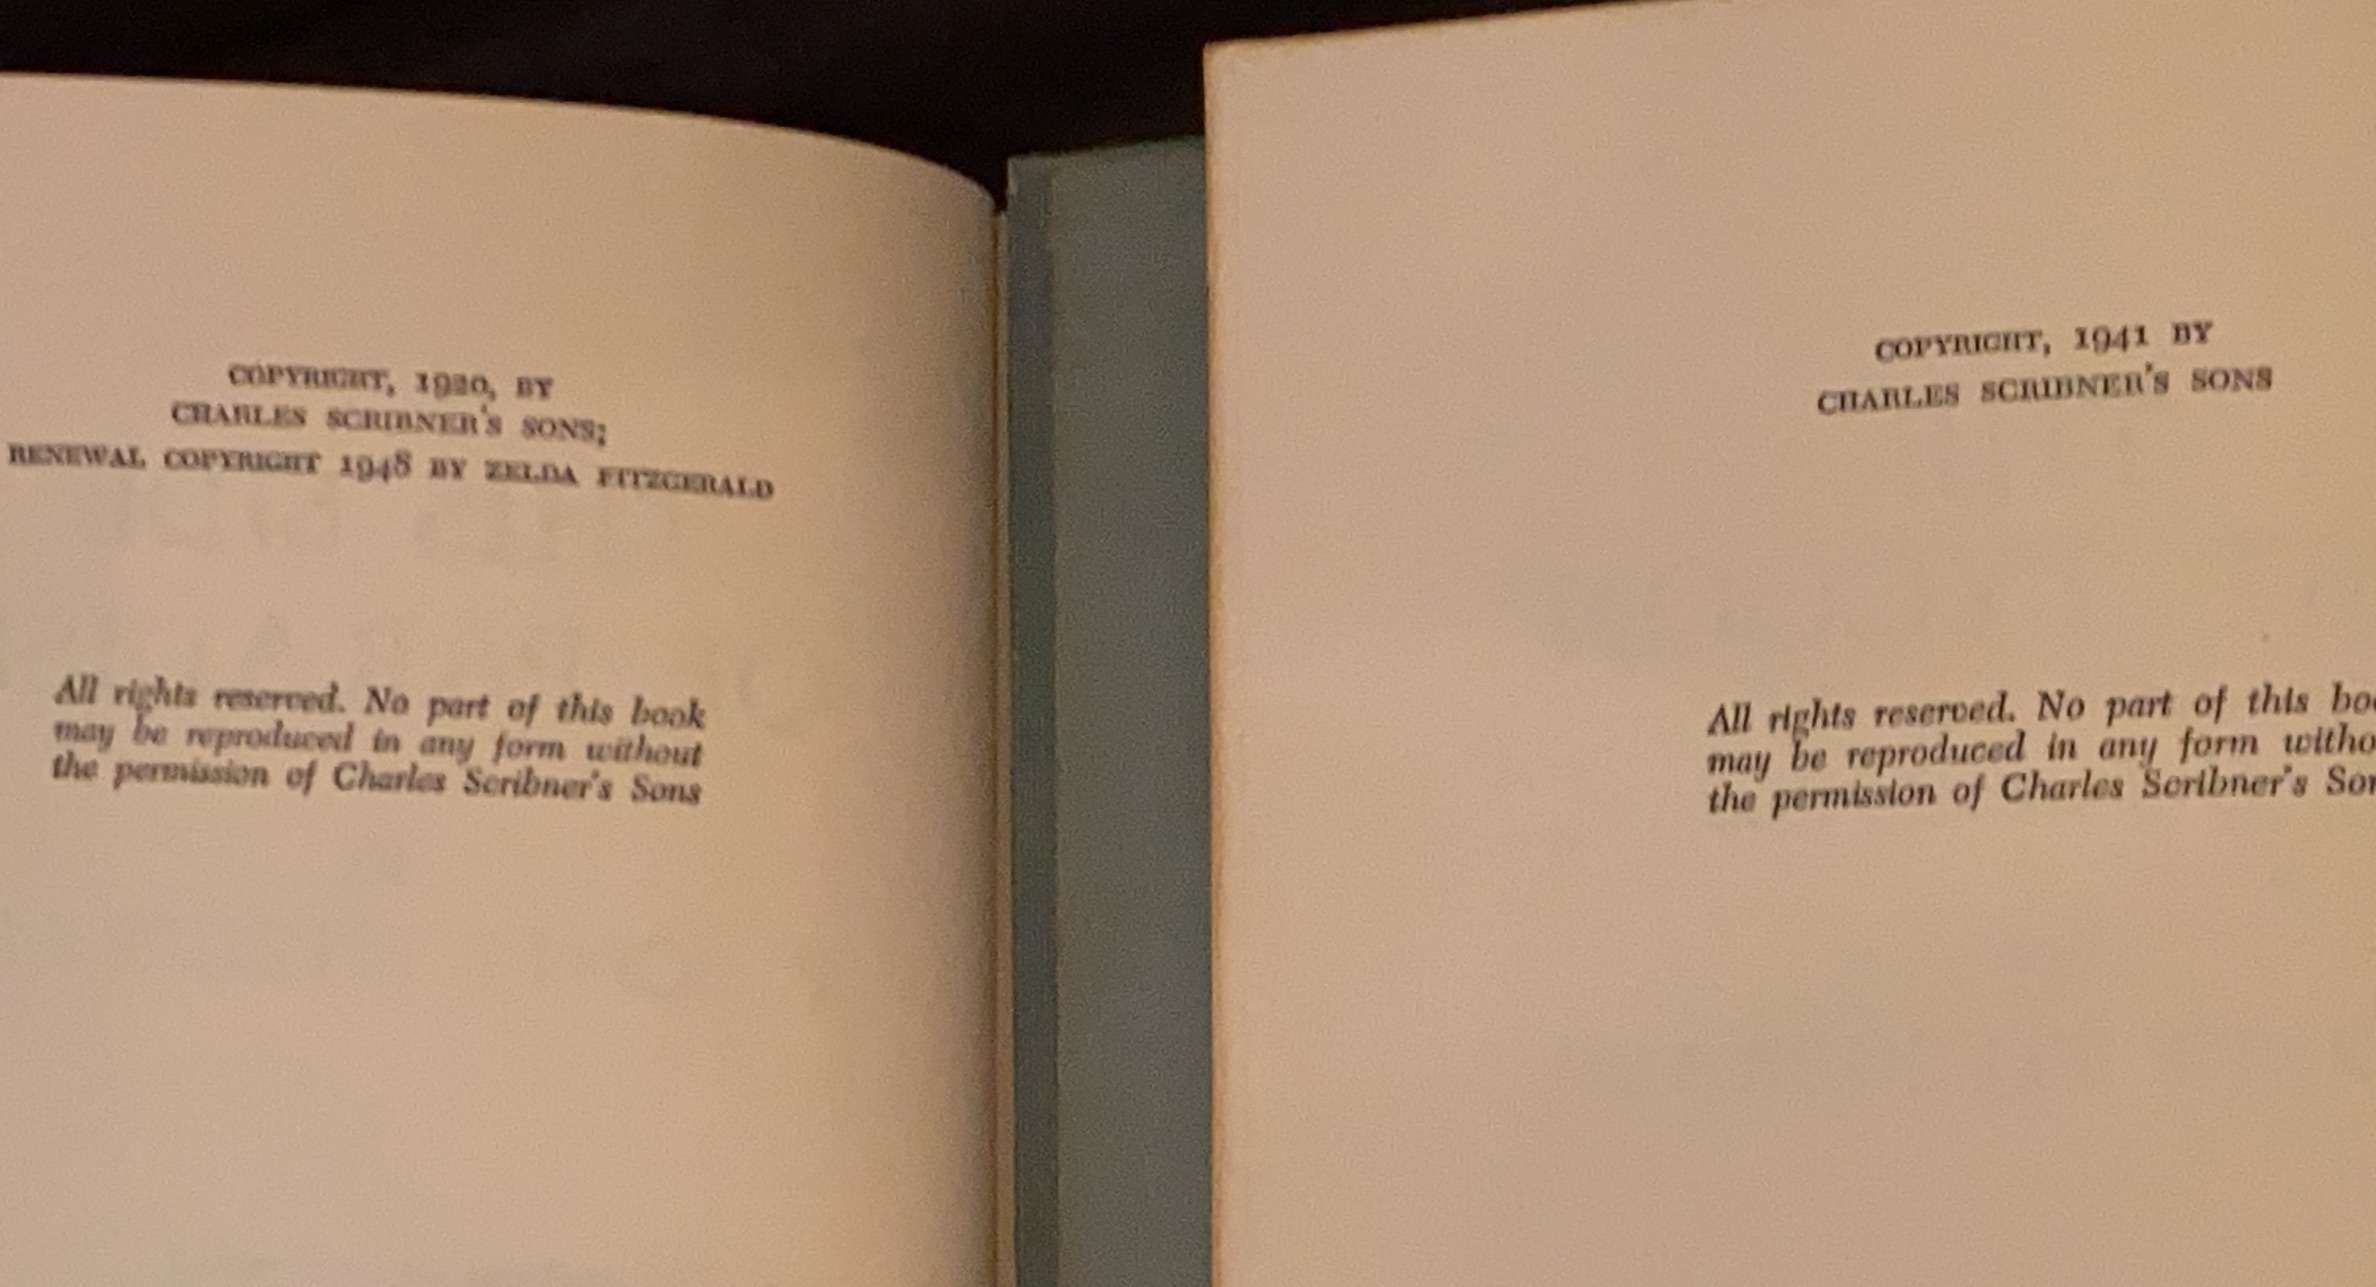 COPYRIGHT, 1920, BY
CHARLES SCRIBNER'S SONS;
RENEWAL COPYRIGHT 1948 BY ZELDA FITZGERALD
All rights reserved. No part of this book
may be reproduced in any form without
the permission of Charles Scribner's Sons
COPYRIGHT, 1941 BY
CHARLES SCRIBNER'S SONS
All rights reserved. No part of this
may be reproduced in any form
the permission of Charles Scribner's